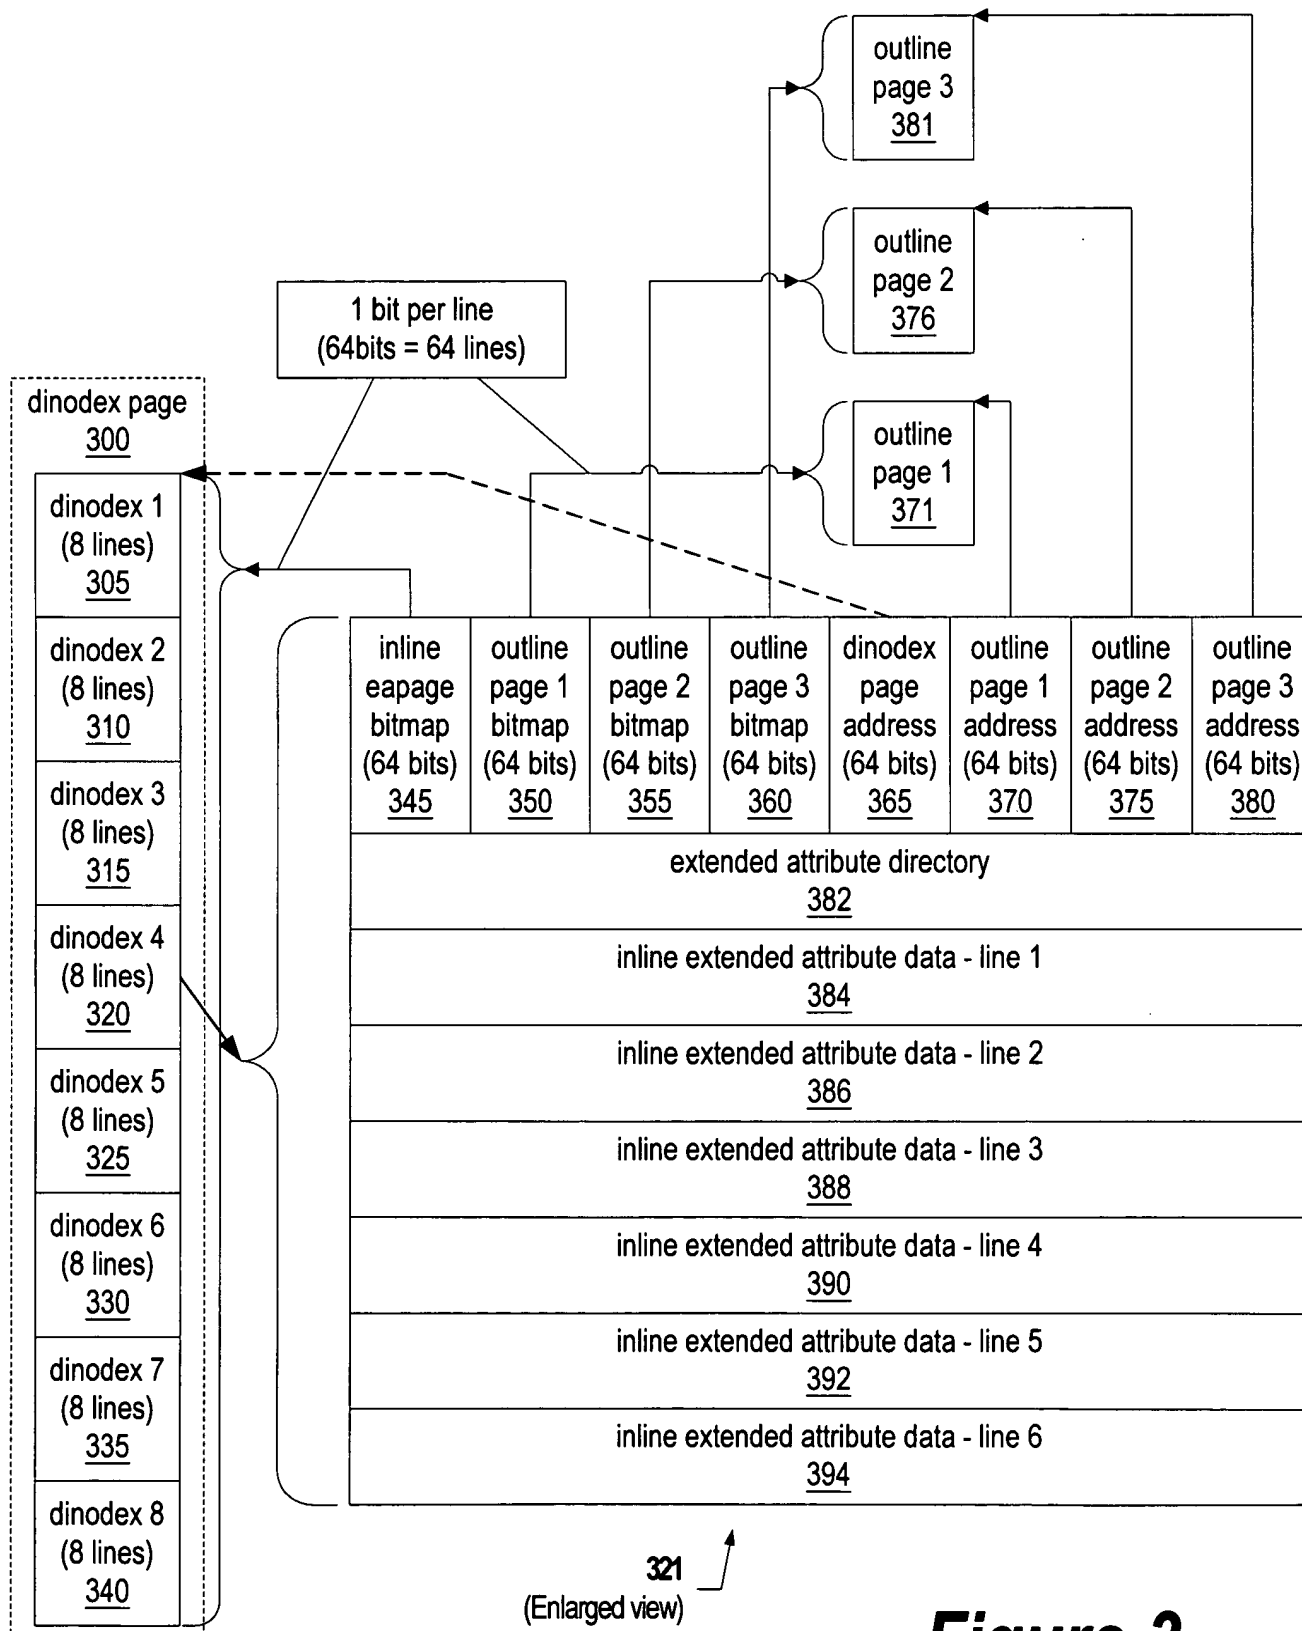 outline
page 3
381
outline
page 2
376
1 bit per line
(64bits = 64 lines)
outline
page 1
371
dinodex page
300
dinodex 1
(8 lines)
305
dinodex 2
(8 lines)
310
dinodex 3
(8 lines)
315
dinodex 4
(8 lines)
320
dinodex 5
(8 lines)
325
dinodex 6
(8 lines)
330
dinodex 7
(8 lines)
335
dinodex 8
(8 lines)
340
inline
eapage
bitmap
(64 bits)
345
outline
page 1
bitmap
(64 bits)
350
outline
page 2
bitmap
(64 bits)
355
outline
page 3
bitmap
(64 bits)
360
dinodex
page
address
(64 bits)
365
outline
page 1
address
(64 bits)
370
outline
page 2
address
(64 bits)
375
outline
page 3
address
(64 bits)
380
extended attribute directory
382
inline extended attribute data - line 1
384
inline extended attribute data - line 2
386
inline extended attribute data - line 3
388
inline extended attribute data - line 4
390
inline extended attribute data - line 5
392
inline extended attribute data - line 6
394
321
(Enlarged view)